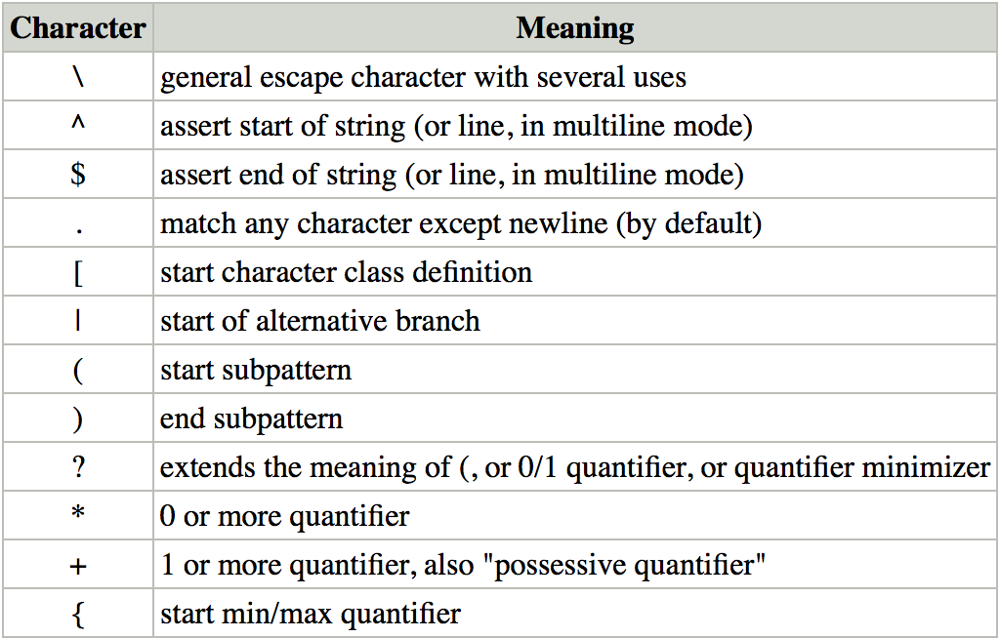 Character Meaning
\ general escape character with several uses
^ assert start of string (or line, in multiline mode)
$ assert end of string (or line, in multiline mode)
. match any character except newline (by default)
[ start character class definition
| start of alternative branch
( start subpattern
) end subpattern
? extends the meaning of (, or 0/1 quantifier, or quantifier minimizer
* 0 or more quantifier
+ 1 or more quantifier, also "possessive quantifier"
{ start min/max quantifier